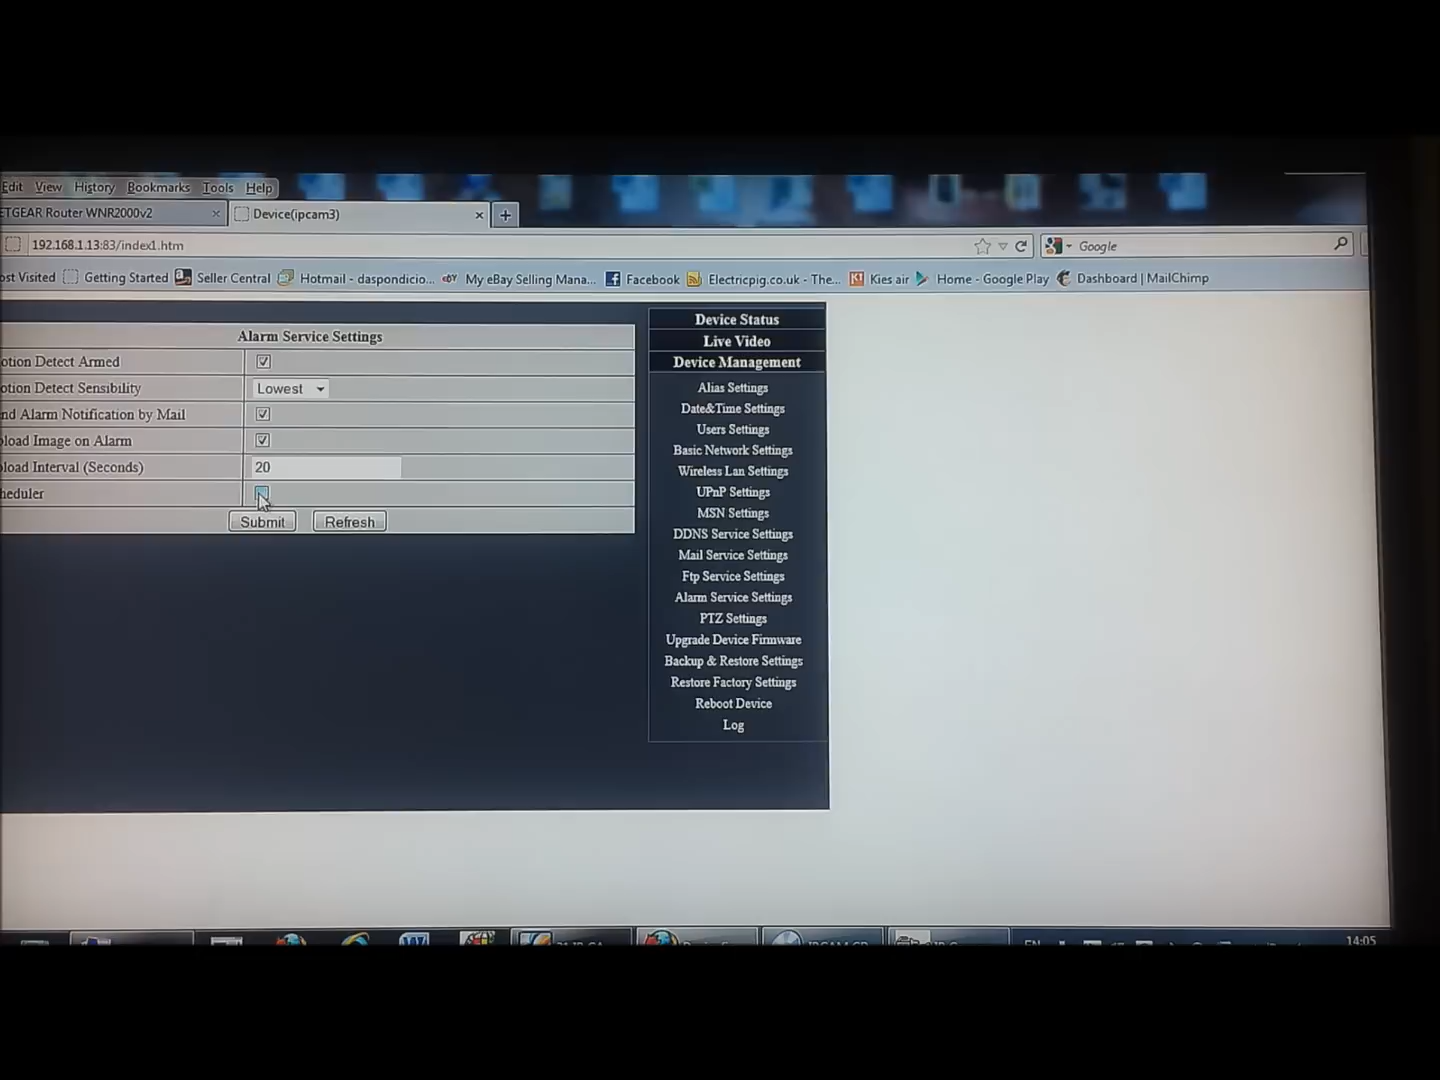 Edit View History Bookmarks Tools Help
ETGEAR Router WNR2000v2 × Device(ipcam3) × +
192.168.1.13:83/index1.htm Google
ost Visited Getting Started Seller Central Hotmail - daspondicio... My eBay Selling Mana... Facebook Electricpig.co.uk - The... Kies air Home - Google Play Dashboard | MailChimp
Alarm Service Settings
otion Detect Armed
otion Detect Sensibility Lowest
nd Alarm Notification by Mail
pload Image on Alarm
pload Interval (Seconds) 20
heduler
Submit Refresh
Device Status
Live Video
Device Management
Alias Settings
Date&Time Settings
Users Settings
Basic Network Settings
Wireless Lan Settings
UPnP Settings
MSN Settings
DDNS Service Settings
Mail Service Settings
Ftp Service Settings
Alarm Service Settings
PTZ Settings
Upgrade Device Firmware
Backup & Restore Settings
Restore Factory Settings
Reboot Device
Log
EN 14:05